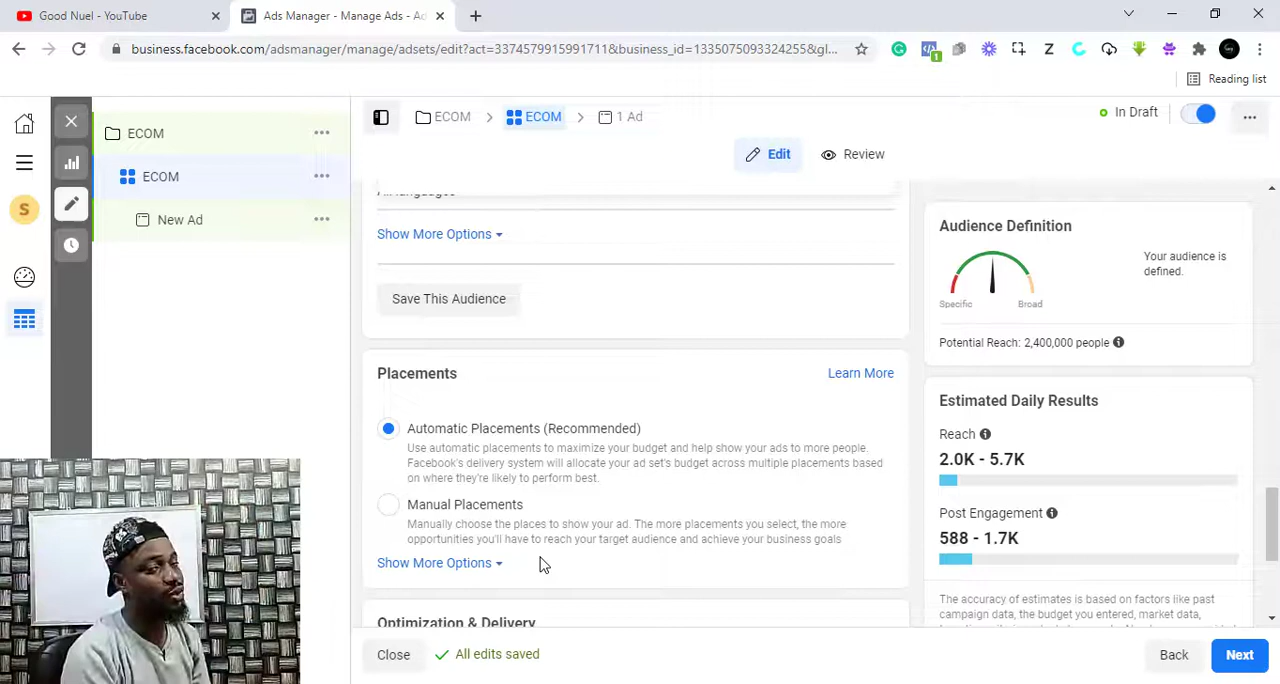 Good Nuel - YouTube
Ads Manager - Manage Ads - Ad
business.facebook.com/adsmanager/manage/adsets/edit?act=3374579915991711&business_id=1335075093324255&gl...
1
Reading list
S
ECOM
ECOM
New Ad
ECOM
ECOM
1 Ad
In Draft
Edit
Review
All languages
Show More Options
Save This Audience
Placements
Learn More
Automatic Placements (Recommended)
Use automatic placements to maximize your budget and help show your ads to more people.
Facebook's delivery system will allocate your ad set's budget across multiple placements based
on where they're likely to perform best.
Manual Placements
Manually choose the places to show your ad. The more placements you select, the more
opportunities you'll have to reach your target audience and achieve your business goals
Show More Options
Optimization & Delivery
Close
All edits saved
Back
Next
Audience Definition
Your audience is
defined.
Specific
Broad
Potential Reach: 2,400,000 people
Estimated Daily Results
Reach
2.0K - 5.7K
Post Engagement
588 - 1.7K
The accuracy of estimates is based on factors like past
campaign data, the budget you entered, market data,